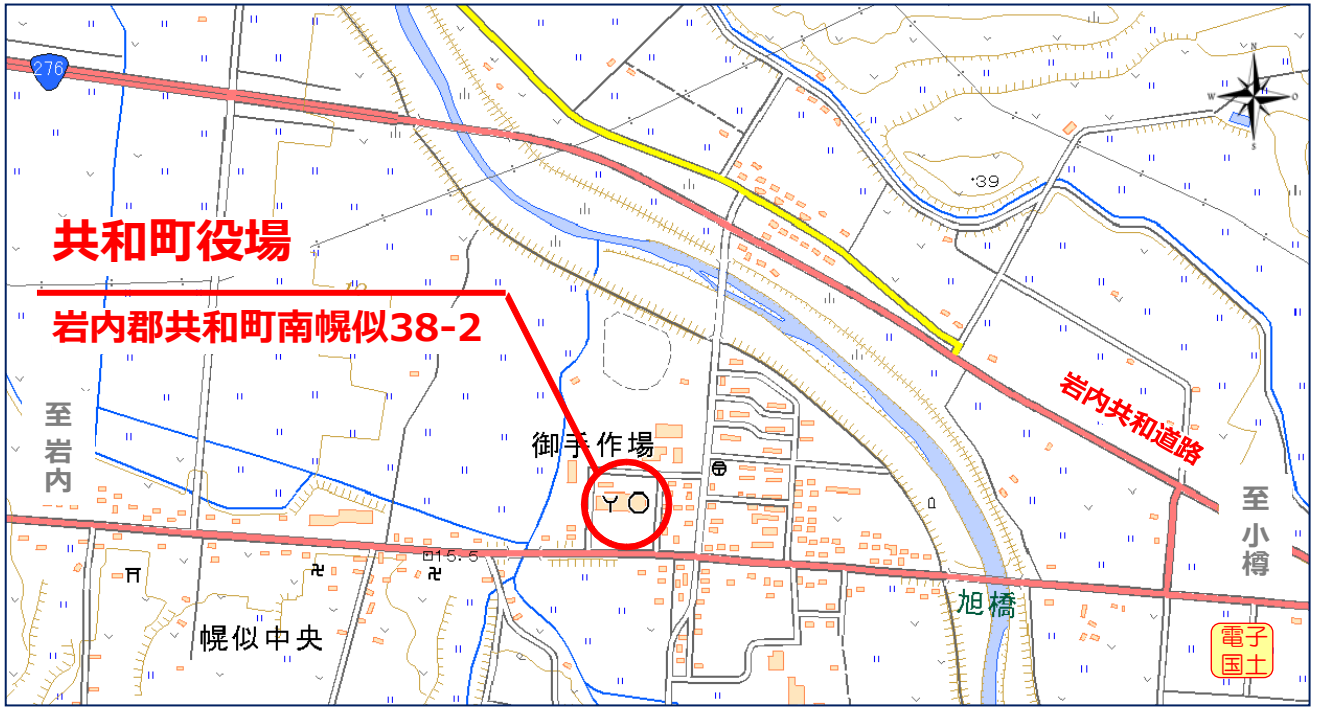 276
N
W
O
S
39
共和町役場
岩内郡共和町南幌似38-2
岩内共和道路
至岩内
御手作場
至小樽
15.5
旭橋
幌似中央
電子
国土